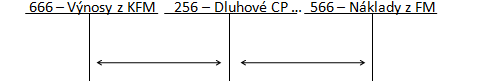 666 – Výnosy z KFM 256 – Dluhové CP ... 566 – Náklady z FM